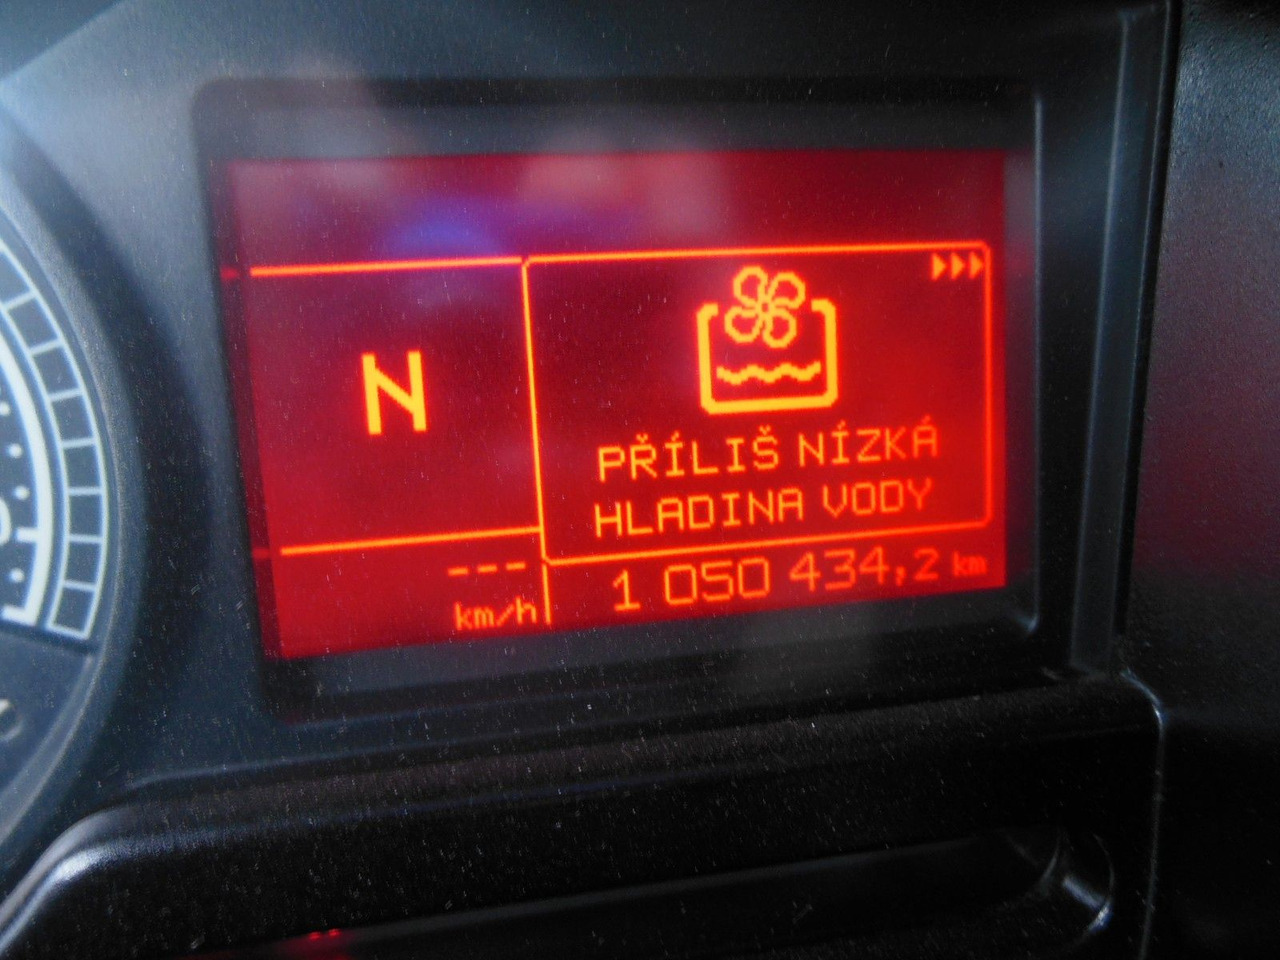 N
PŘÍLIŠ NÍZKÁ
HLADINA VODY
--- km/h
1 050 434,2 km